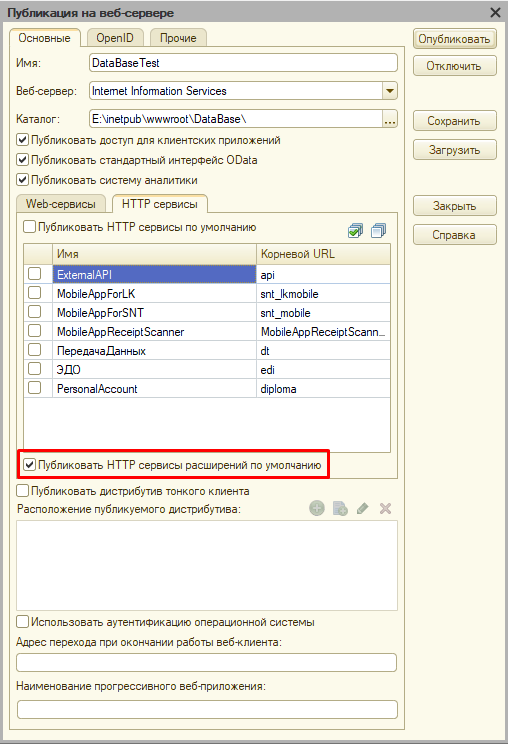 Публикация на веб-сервере
Основные OpenID Прочие
Опубликовать
Имя: DataBaseTest
Отключить
Веб-сервер: Internet Information Services
Каталог: E:\inetpub\wwwroot\DataBase\ ...
Сохранить
Публиковать доступ для клиентских приложений
Публиковать стандартный интерфейс OData
Загрузить
Публиковать систему аналитики
Web-сервисы HTTP сервисы
Закрыть
Публиковать HTTP сервисы по умолчанию
Справка
Имя Корневой URL
ExternalAPI api
MobileAppForLK snt_lkmobile
MobileAppForSNT snt_mobile
MobileAppReceiptScanner MobileAppReceiptScann...
ПередачаДанных dt
ЭДО edi
PersonalAccount diploma
Публиковать HTTP сервисы расширений по умолчанию
Публиковать дистрибутив тонкого клиента
Расположение публикуемого дистрибутива:
Использовать аутентификацию операционной системы
Адрес перехода при окончании работы веб-клиента:
Наименование прогрессивного веб-приложения: